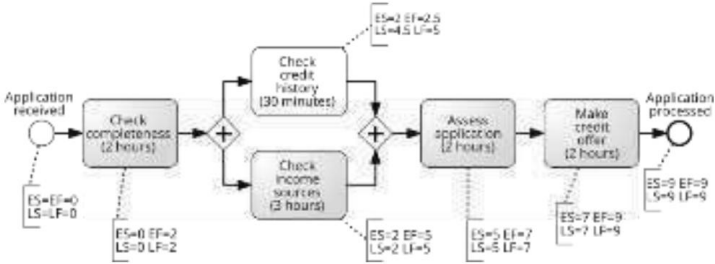 ES=2 EF=2.5
LS=4.5 LF=5
Check
credit
history
(30 minutes)
Application
received
Check
completeness
(2 hours)
Assess
application
(2 hours)
Make
credit
offer
(2 hours)
Application
processed
Check
income
sources
(3 hours)
ES=EF=0
LS=LF=0
ES=0 EF=2
LS=0 LF=2
ES=2 EF=5
LS=2 LF=5
ES=5 EF=7
LS=5 LF=7
ES=7 EF=9
LS=7 LF=9
ES=9 EF=9
LS=9 LF=9